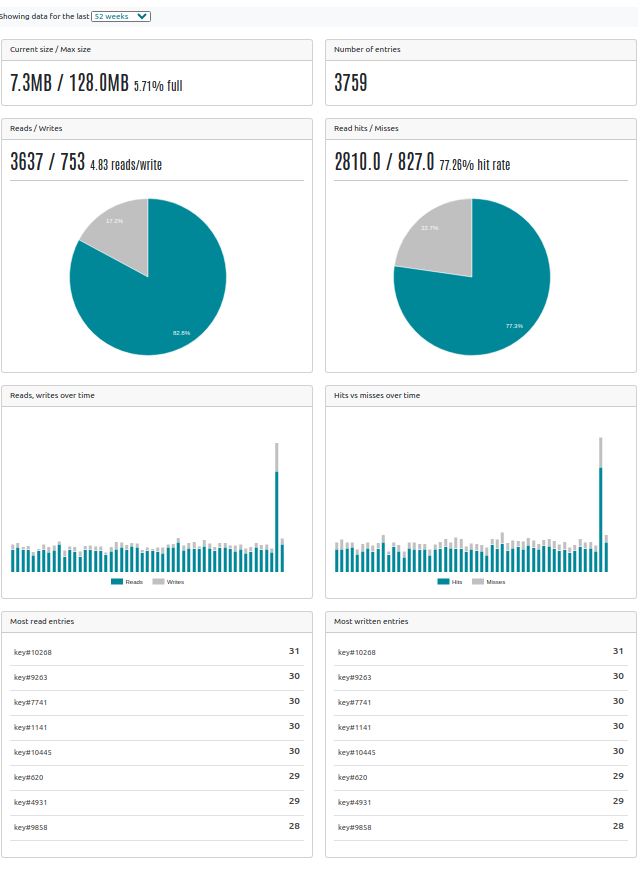 Showing data for the last 52 weeks
Current size / Max size
7.3MB / 128.0MB 5.71% full
Number of entries
3759
Reads / Writes
3637 / 753 4.83 reads/write
17.2%
82.8%
Read hits / Misses
2810.0 / 827.0 77.26% hit rate
22.7%
77.3%
Reads, writes over time
Reads Writes
Hits vs misses over time
Hits Misses
Most read entries
key#10268 31
key#9263 30
key#7741 30
key#1141 30
key#10445 30
key#620 29
key#4931 29
key#9858 28
Most written entries
key#10268 31
key#9263 30
key#7741 30
key#1141 30
key#10445 30
key#620 29
key#4931 29
key#9858 28